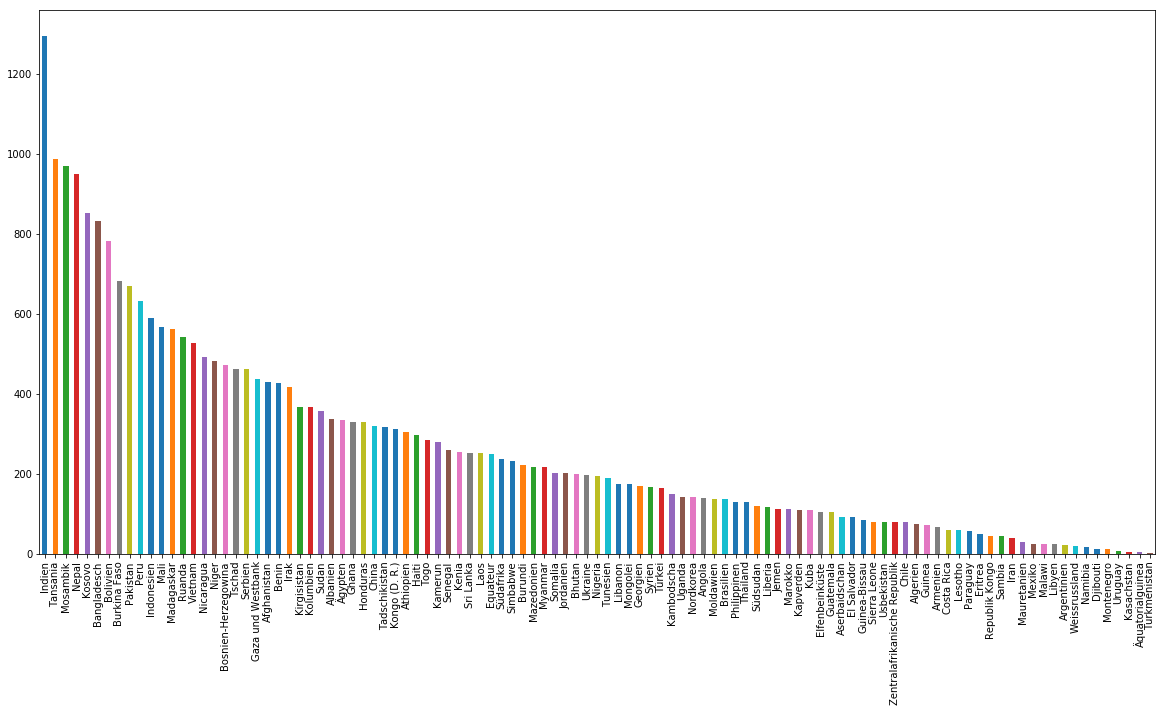 1200
1000
800
600
400
200
0
Indien
Tansania
Mosambik
Nepal
Kosovo
Bangladesch
Bolivien
Burkina Faso
Pakistan
Peru
Indonesien
Mali
Madagaskar
Ruanda
Vietnam
Nicaragua
Niger
Bosnien-Herzegowina
Tschad
Serbien
Gaza und Westbank
Afghanistan
Benin
Irak
Kirgisistan
Kolumbien
Sudan
Albanien
Ägypten
Ghana
Honduras
China
Tadschikistan
Kongo (D. R.)
Äthiopien
Haiti
Togo
Kamerun
Senegal
Kenia
Sri Lanka
Laos
Equateur
Südafrika
Simbabwe
Burundi
Mazedonien
Myanmar
Somalia
Jordanien
Bhutan
Ukraine
Nigeria
Tunesien
Libanon
Mongolei
Georgien
Syrien
Türkei
Kambodscha
Uganda
Nordkorea
Angola
Moldawien
Brasilien
Philippinen
Thailand
Südsudan
Liberia
Jemen
Marokko
Kapverden
Kuba
Elfenbeinküste
Guatemala
Aserbaidschan
El Salvador
Guinea-Bissau
Sierra Leone
Usbekistan
Zentralafrikanische Republik
Chile
Algerien
Guinea
Armenien
Costa Rica
Lesotho
Paraguay
Eritrea
Republik Kongo
Sambia
Iran
Mauretanien
Mexiko
Malawi
Libyen
Argentinien
Weissrussland
Namibia
Djibouti
Montenegro
Uruguay
Kasachstan
Äquatorialguinea
Turkmenistan